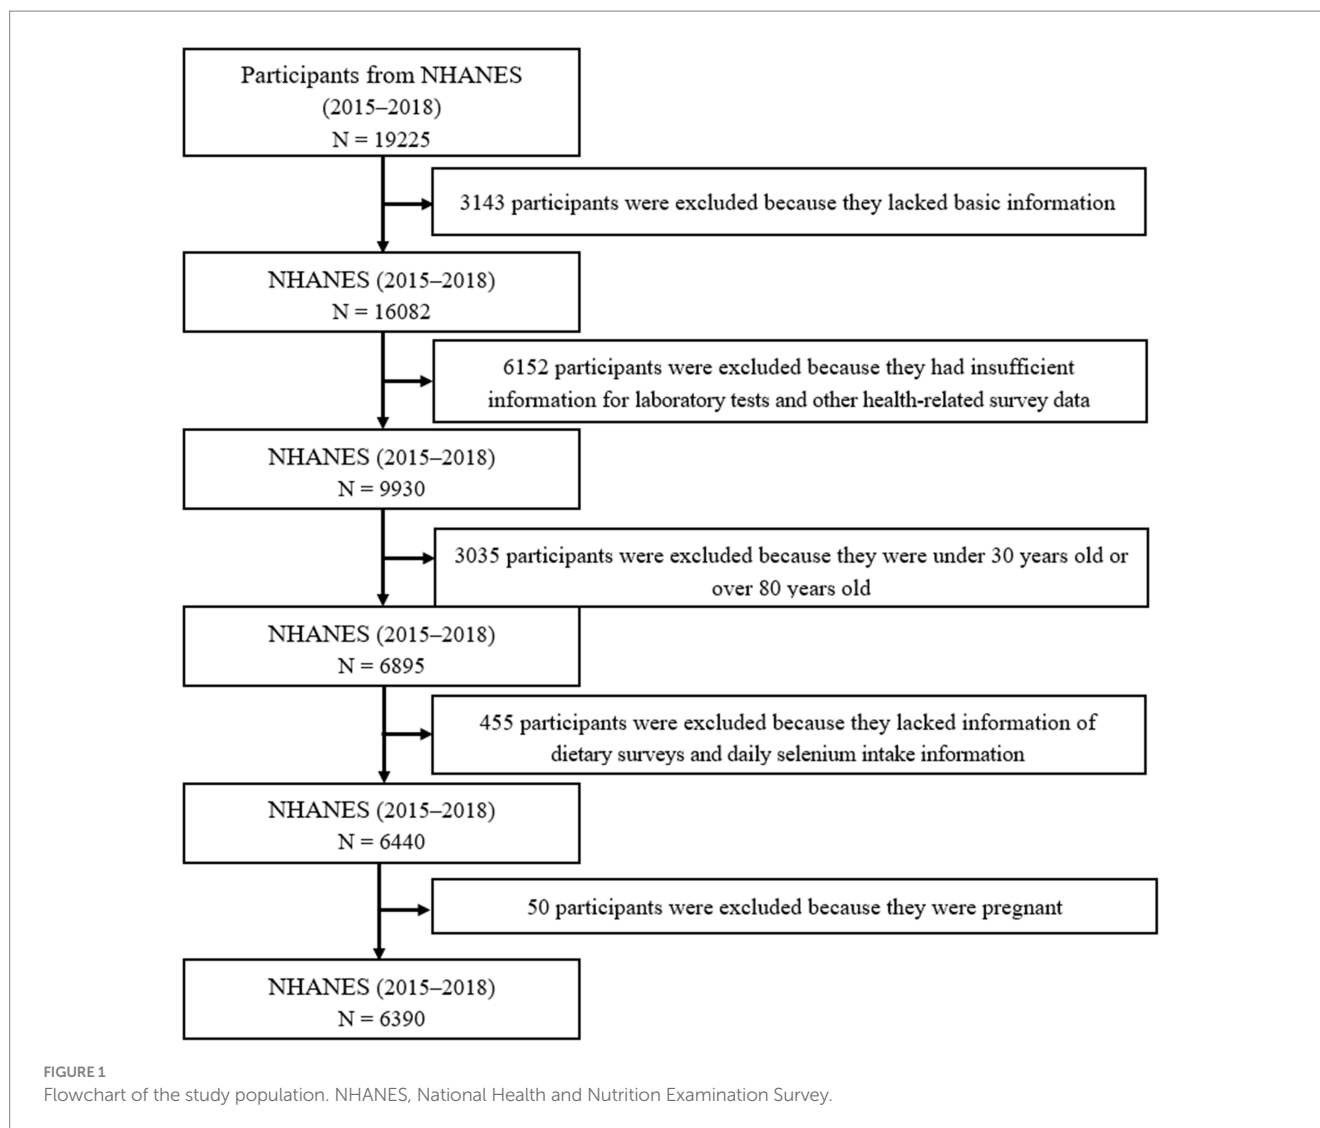 Participants from NHANES
(2015–2018)
N = 19225
3143 participants were excluded because they lacked basic information
NHANES (2015–2018)
N = 16082
6152 participants were excluded because they had insufficient
information for laboratory tests and other health-related survey data
NHANES (2015–2018)
N = 9930
3035 participants were excluded because they were under 30 years old or
over 80 years old
NHANES (2015–2018)
N = 6895
455 participants were excluded because they lacked information of
dietary surveys and daily selenium intake information
NHANES (2015–2018)
N = 6440
50 participants were excluded because they were pregnant
NHANES (2015–2018)
N = 6390
FIGURE 1
Flowchart of the study population. NHANES, National Health and Nutrition Examination Survey.